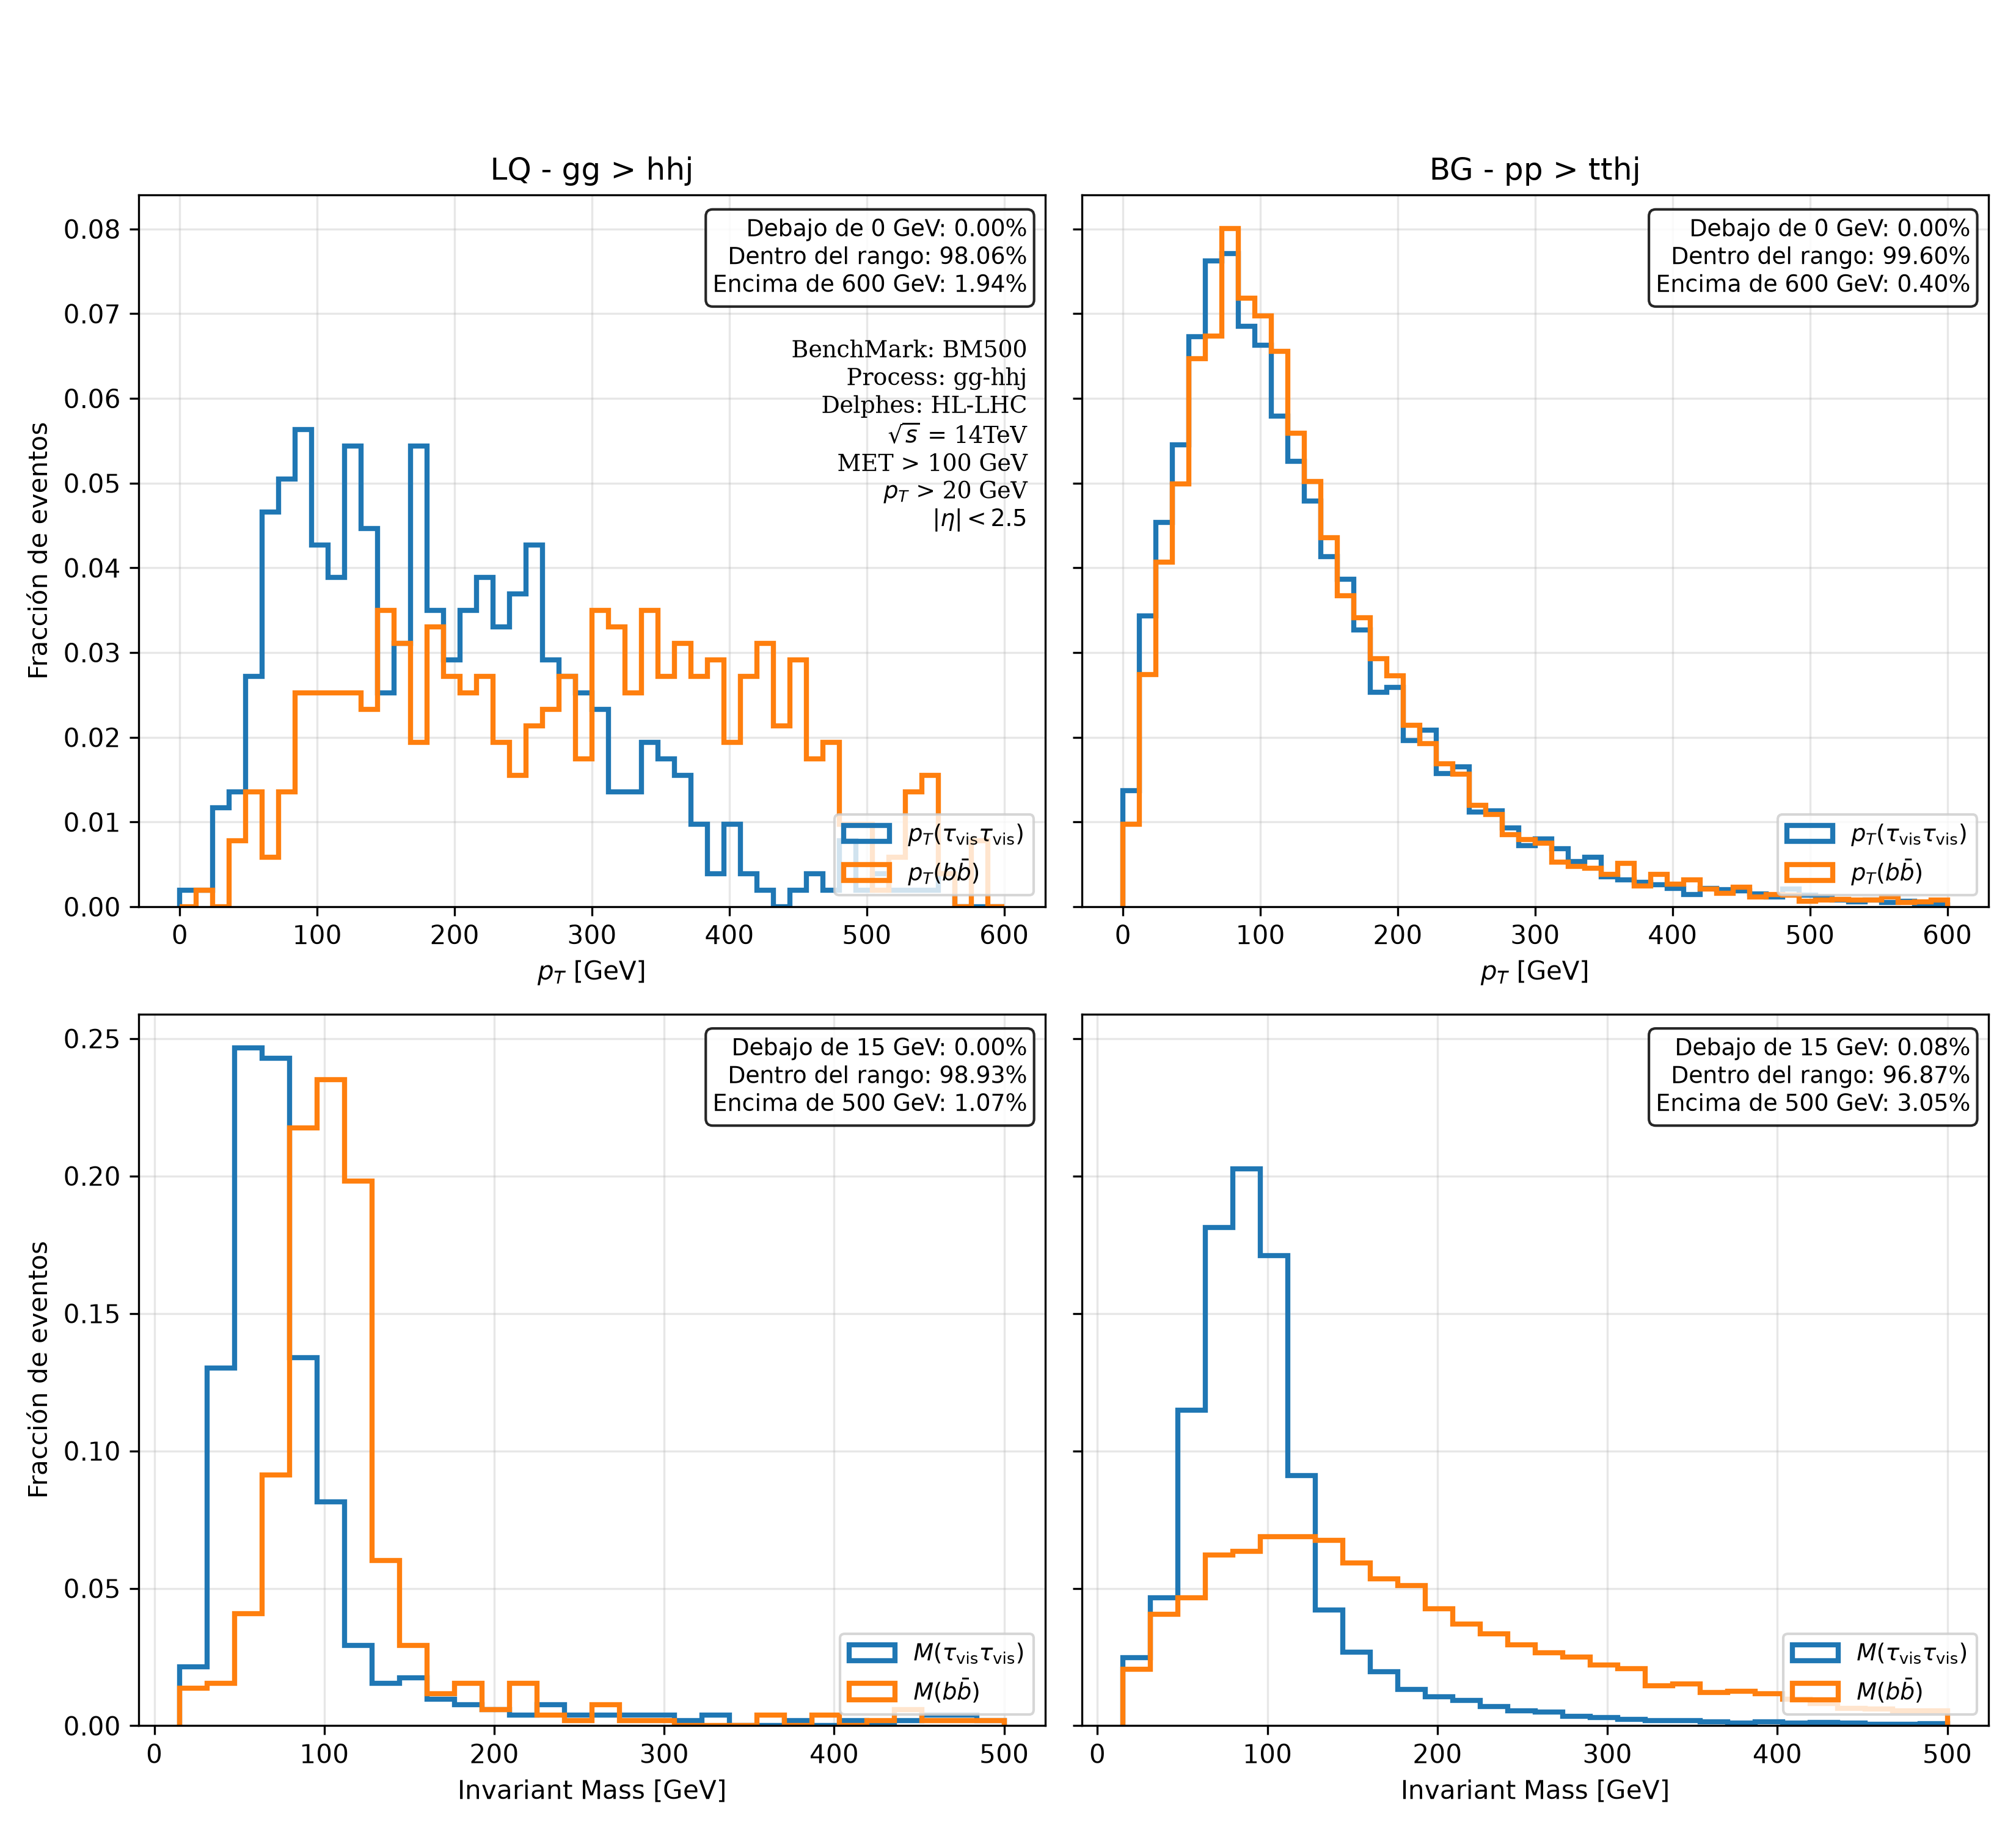 LQ - gg > hhj
Debajo de 0 GeV: 0.00%
Dentro del rango: 98.06%
Encima de 600 GeV: 1.94%
BenchMark: BM500
Process: gg-hhj
Delphes: HL-LHC
√s = 14TeV
MET > 100 GeV
p_T > 20 GeV
|η| < 2.5
Fracción de eventos
0.08
0.07
0.06
0.05
0.04
0.03
0.02
0.01
0.00
p_T(τ_vis τ_vis)
p_T(bb̄)
0 100 200 300 400 500 600
p_T [GeV]
BG - pp > tthj
Debajo de 0 GeV: 0.00%
Dentro del rango: 99.60%
Encima de 600 GeV: 0.40%
p_T(τ_vis τ_vis)
p_T(bb̄)
0 100 200 300 400 500 600
p_T [GeV]
Debajo de 15 GeV: 0.00%
Dentro del rango: 98.93%
Encima de 500 GeV: 1.07%
Fracción de eventos
0.25
0.20
0.15
0.10
0.05
0.00
M(τ_vis τ_vis)
M(bb̄)
0 100 200 300 400 500
Invariant Mass [GeV]
Debajo de 15 GeV: 0.08%
Dentro del rango: 96.87%
Encima de 500 GeV: 3.05%
M(τ_vis τ_vis)
M(bb̄)
0 100 200 300 400 500
Invariant Mass [GeV]